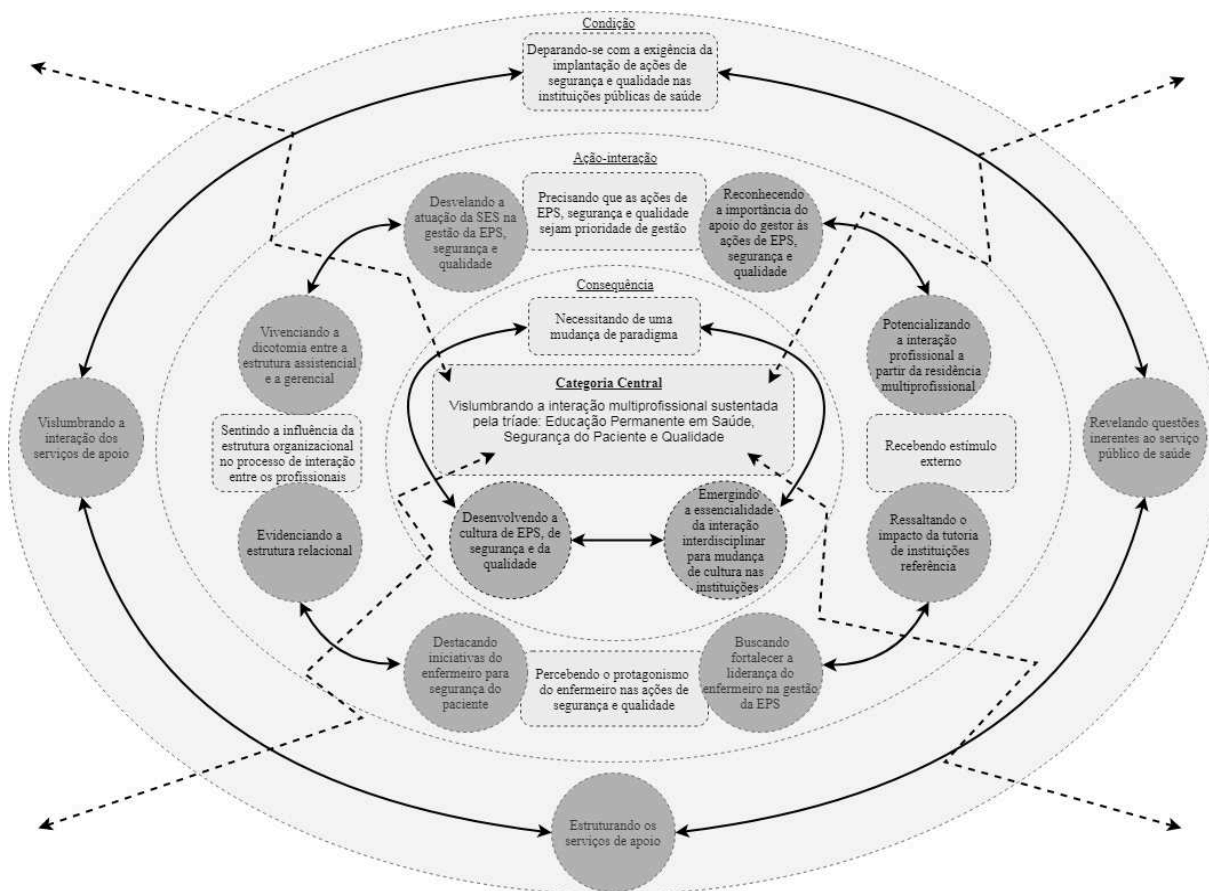 Condição
Deparando-se com a exigência da
implantação de ações de
segurança e qualidade nas
instituições públicas de saúde
Ação-interação
Desvelando a
atuação da SES na
gestão da EPS,
segurança e
qualidade
Precisando que as ações de
EPS, segurança e qualidade
sejam prioridade de gestão
Reconhecendo
a importância do
apoio do gestor às
ações de EPS,
segurança e
qualidade
Consequência
Necessitando de uma
mudança de paradigma
Vivenciando a
dicotomia entre a
estrutura assistencial
e a gerencial
Potencializando
a interação
profissional a
partir da residência
multiprofissional
Categoria Central
Vislumbrando a interação multiprofissional sustentada
pela tríade: Educação Permanente em Saúde,
Segurança do Paciente e Qualidade
Vislumbrando a
interação dos
serviços de apoio
Sentindo a influência da
estrutura organizacional
no processo de interação
entre os profissionais
Recebendo estímulo
externo
Revelando questões
inerentes ao serviço
público de saúde
Evidenciando a
estrutura relacional
Desenvolvendo a
cultura de EPS, de
segurança e da
qualidade
Emergindo
a essencialidade
da interação
interdisciplinar
para mudança
de cultura nas
instituições
Ressaltando o
impacto da tutoria
de instituições
referência
Destacando
iniciativas do
enfermeiro para
segurança do
paciente
Percebendo o protagonismo
do enfermeiro nas ações de
segurança e qualidade
Buscando
fortalecer a
liderança do
enfermeiro na gestão
da EPS
Estruturando os
serviços de apoio